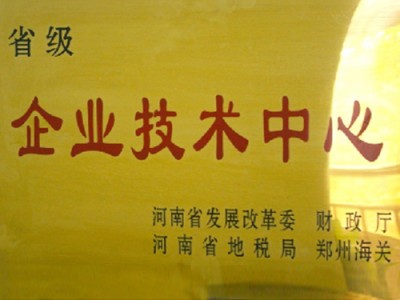 省级
企业技术中心
河南省发展改革委 财政厅
河南省地税局 郑州海关